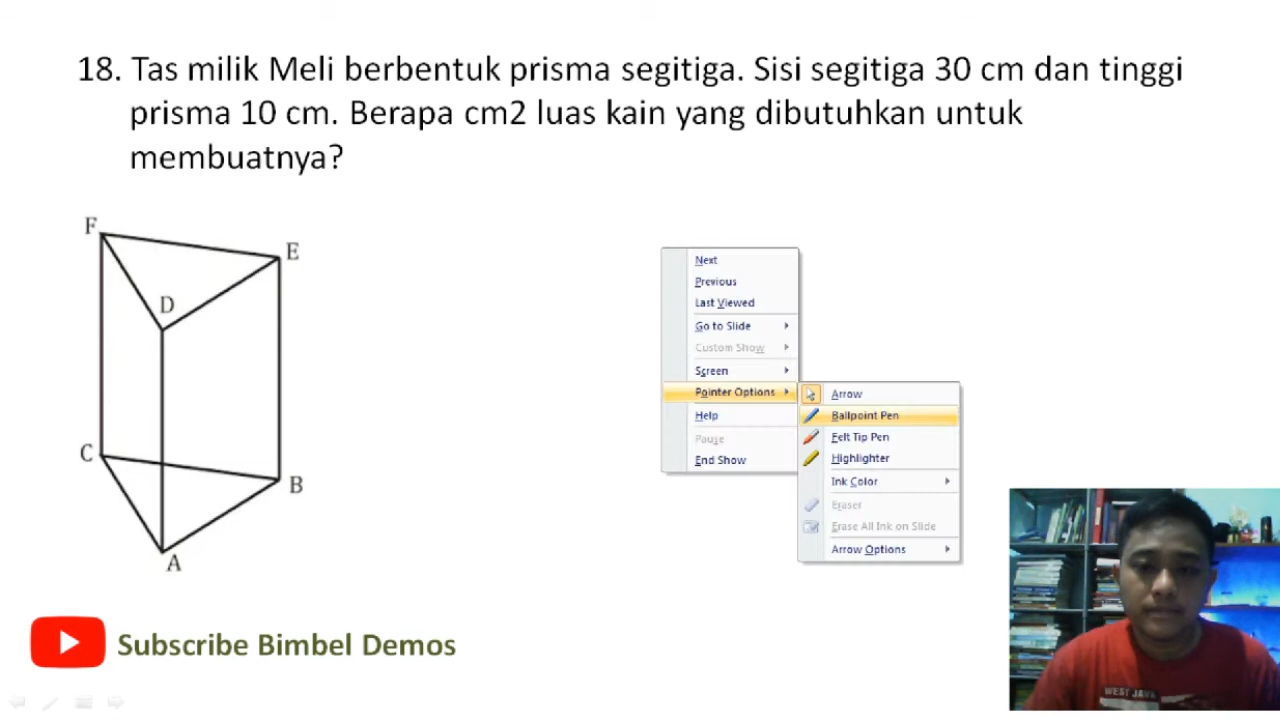 18. Tas milik Meli berbentuk prisma segitiga. Sisi segitiga 30 cm dan tinggi
prisma 10 cm. Berapa cm2 luas kain yang dibutuhkan untuk
membuatnya?
F
E
D
C
B
A
Next
Previous
Last Viewed
Go to Slide
Custom Show
Screen
Pointer Options
Help
Pause
End Show
Arrow
Ballpoint Pen
Felt Tip Pen
Highlighter
Ink Color
Eraser
Erase All Ink on Slide
Arrow Options
Subscribe Bimbel Demos
WEST JAVA